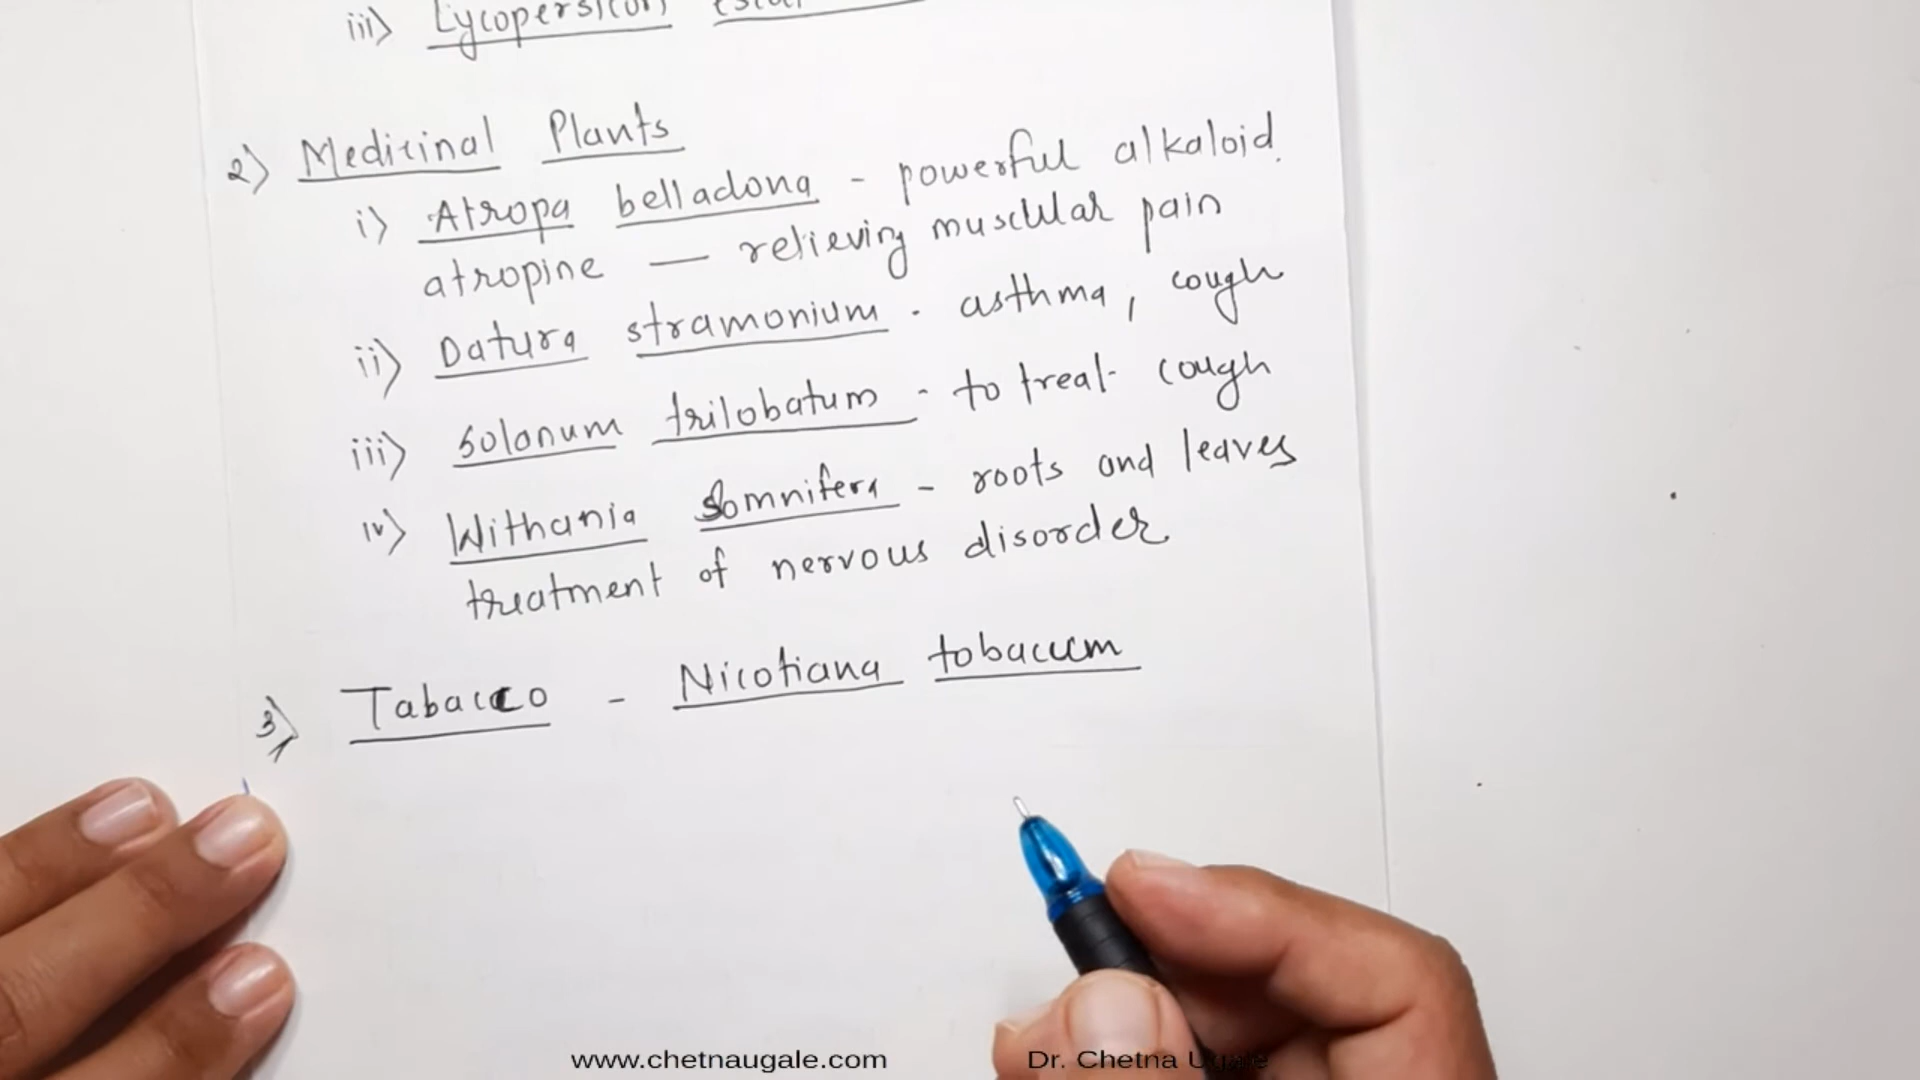 iii) Lycopersicon
2) Medicinal Plants
i) Atropa belladona - powerful alkaloid.
atropine — relieving muscular pain
ii) Datura stramonium - asthma, cough
iii) Solanum trilobatum - to treat cough
iv) Withania somnifera - roots and leaves
treatment of nervous disorder
3) Tabacco - Nicotiana tobaccum
www.chetnaugale.com Dr. Chetna Ugale